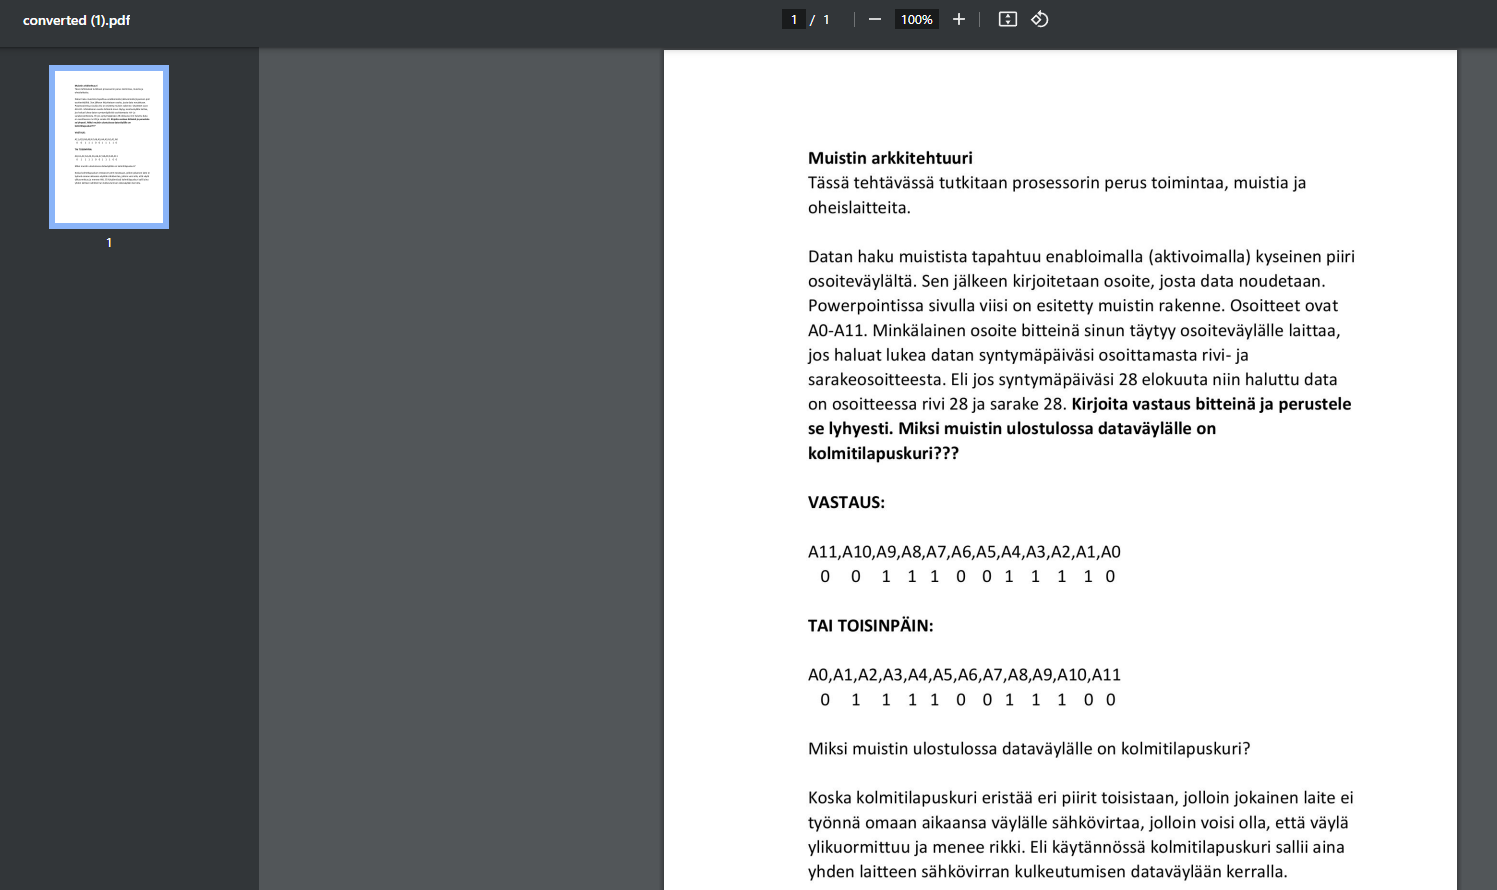 converted (1).pdf
1 / 1
100%
1
Muistin arkkitehtuuri
Tässä tehtävässä tutkitaan prosessorin perus toimintaa, muistia ja
oheislaitteita.
Datan haku muistista tapahtuu enabloimalla (aktivoimalla) kyseinen piiri
osoiteväylältä. Sen jälkeen kirjoitetaan osoite, josta data noudetaan.
Powerpointissa sivulla viisi on esitetty muistin rakenne. Osoitteet ovat
A0-A11. Minkälainen osoite bitteinä sinun täytyy osoiteväylälle laittaa,
jos haluat lukea datan syntymäpäiväsi osoittamasta rivi- ja
sarakeosoitteesta. Eli jos syntymäpäiväsi 28 elokuuta niin haluttu data
on osoitteessa rivi 28 ja sarake 28. Kirjoita vastaus bitteinä ja perustele
se lyhyesti. Miksi muistin ulostulossa dataväylälle on
kolmitilapuskuri???
VASTAUS:
A11,A10,A9,A8,A7,A6,A5,A4,A3,A2,A1,A0
0 0 1 1 1 0 0 1 1 1 1 0
TAI TOISINPÄIN:
A0,A1,A2,A3,A4,A5,A6,A7,A8,A9,A10,A11
0 1 1 1 1 0 0 1 1 1 0 0
Miksi muistin ulostulossa dataväylälle on kolmitilapuskuri?
Koska kolmitilapuskuri eristää eri piirit toisistaan, jolloin jokainen laite ei
työnnä omaan aikaansa väylälle sähkövirtaa, jolloin voisi olla, että väylä
ylikuormittuu ja menee rikki. Eli käytännössä kolmitilapuskuri sallii aina
yhden laitteen sähkövirran kulkeutumisen dataväylään kerralla.